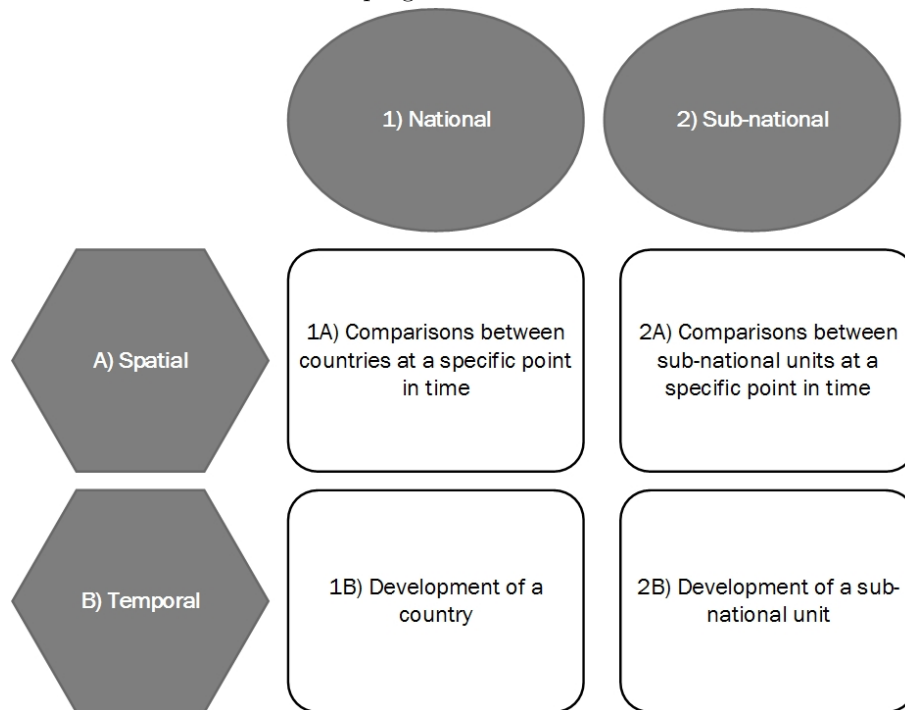 1) National
2) Sub-national
A) Spatial
1A) Comparisons between
countries at a specific point
in time
2A) Comparisons between
sub-national units at a
specific point in time
B) Temporal
1B) Development of a
country
2B) Development of a sub-
national unit